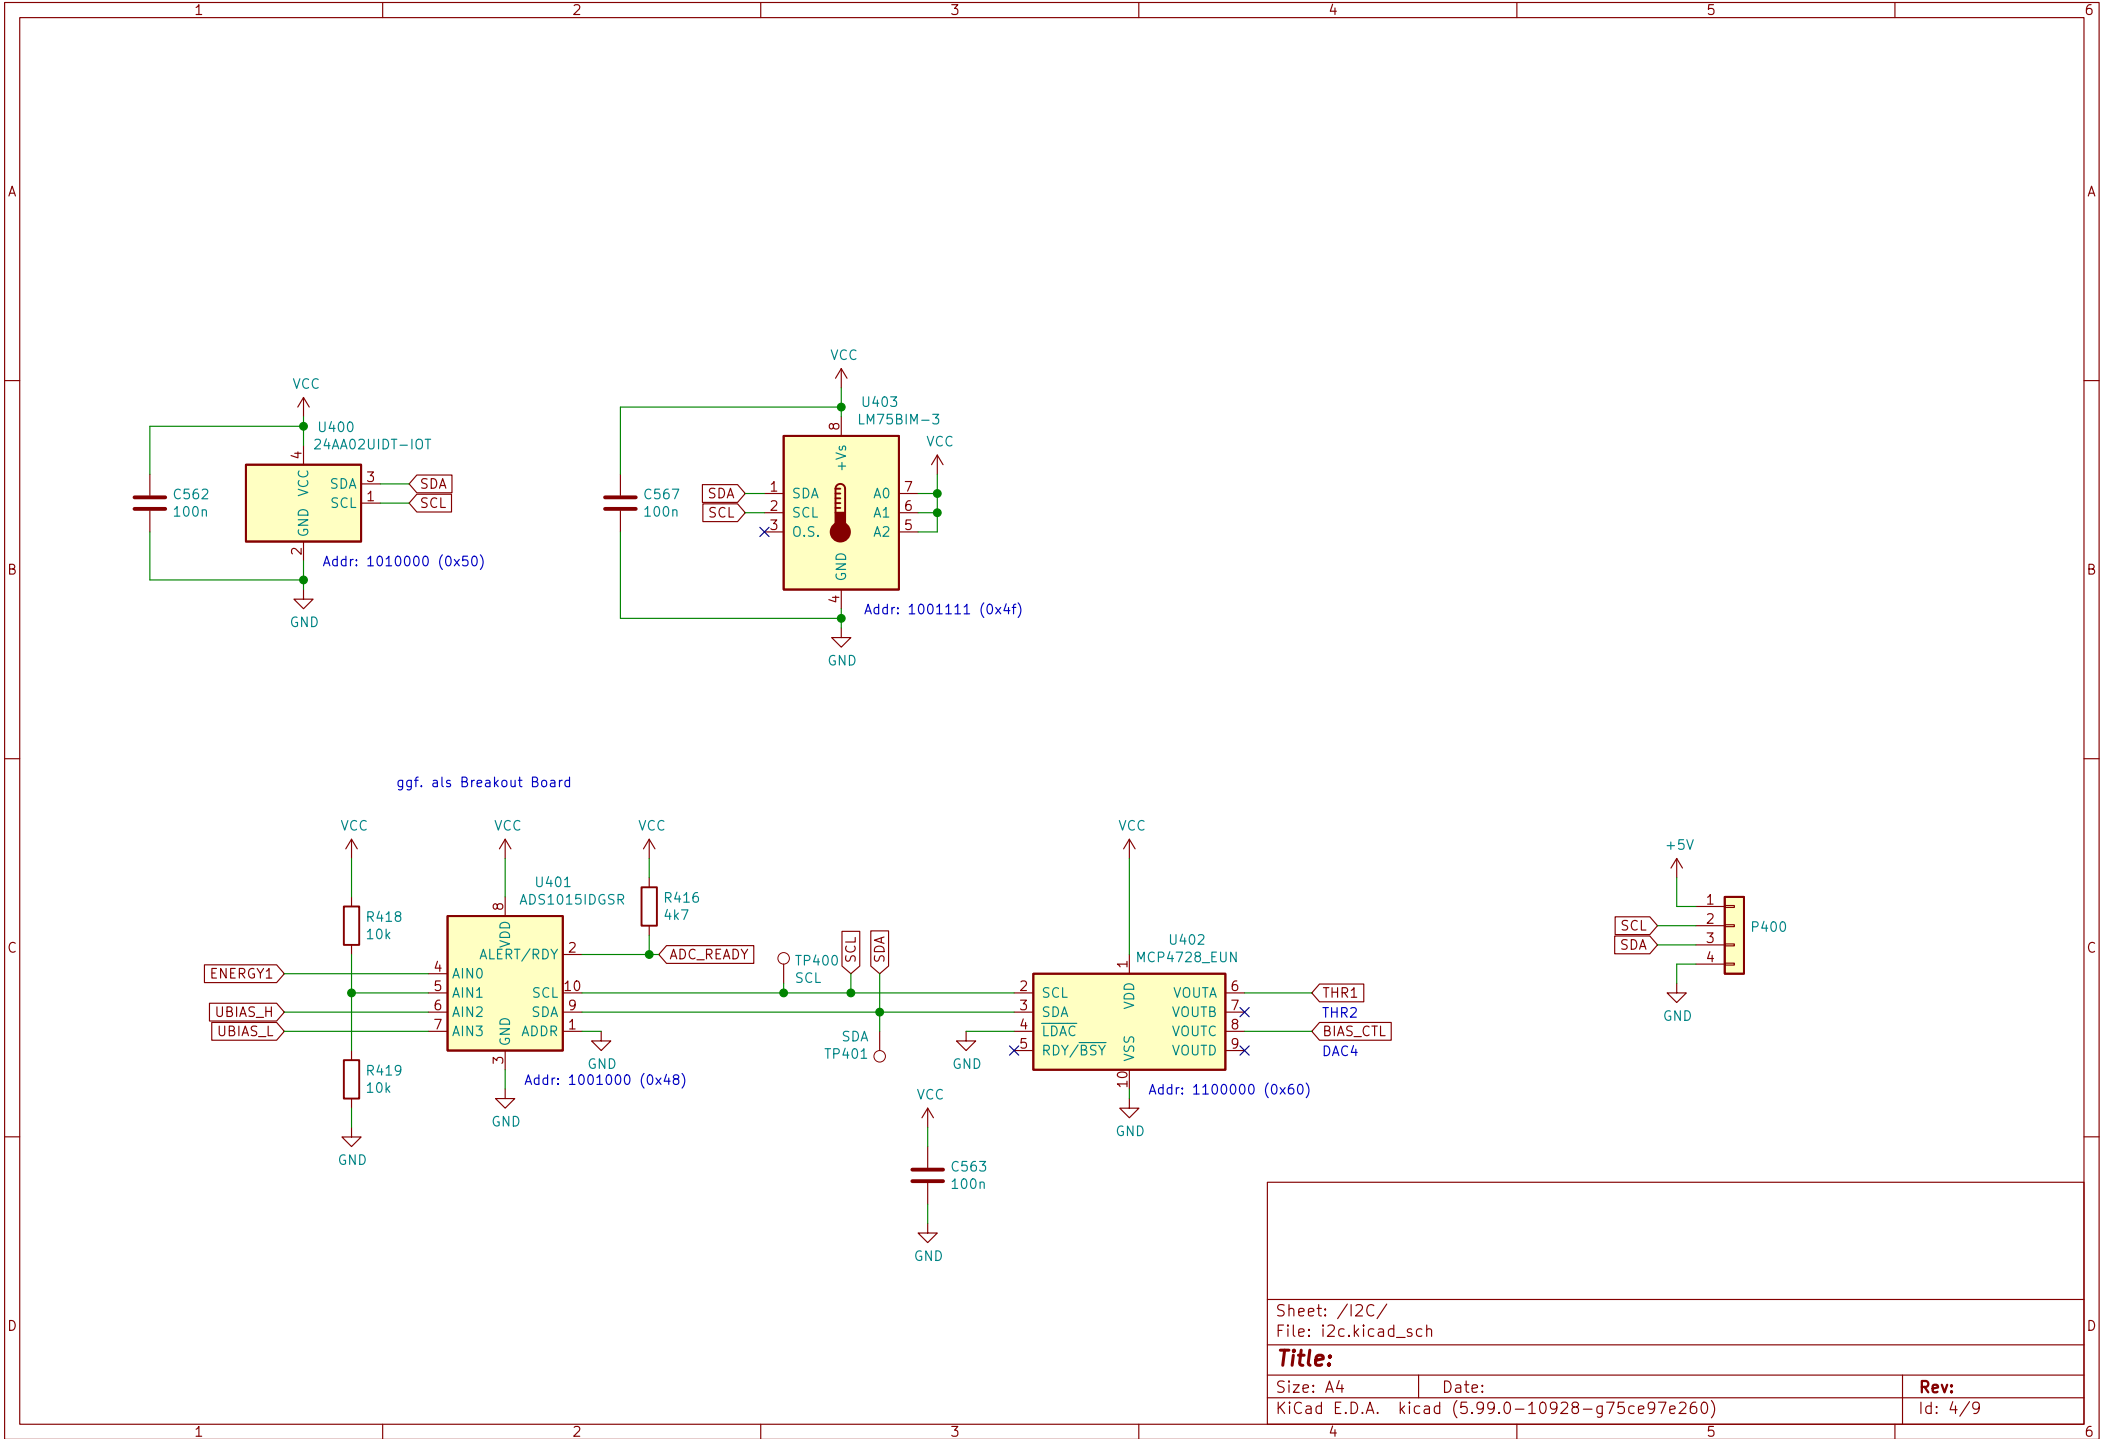 1 2 3 4 5 6
A A
VCC
U403
LM75BIM-3
8
+Vs
VCC
SDA 1 SDA A0 7
SCL 2 SCL A1 6
3 O.S. A2 5
GND
4
C567
100n
Addr: 1001111 (0x4f)
GND
VCC
U400
24AA02UIDT-IOT
4
VCC
SDA 3 SDA
SCL 1 SCL
GND
2
C562
100n
Addr: 1010000 (0x50)
GND
B B
ggf. als Breakout Board
VCC
R418
10k
VCC
U401
ADS1015IDGSR
8
VDD
VCC
R416
4k7
ALERT/RDY 2 ADC_READY
ENERGY1 4 AIN0
5 AIN1 SCL 10
UBIAS_H 6 AIN2 SDA 9
UBIAS_L 7 AIN3 ADDR 1
GND
3
GND
R419
10k
Addr: 1001000 (0x48)
GND
GND
TP400
SCL
SCL
SDA
SDA
TP401
VCC
U402
MCP4728_EUN
1
VDD
2 SCL VOUTA 6 THR1
3 SDA VOUTB 7 THR2
4 LDAC VOUTC 8 BIAS_CTL
5 RDY/BSY VOUTD 9 DAC4
VSS
10
GND
Addr: 1100000 (0x60)
GND
VCC
C563
100n
GND
+5V
1
SCL 2
SDA 3
4
P400
GND
C C
D D
Sheet: /I2C/
File: i2c.kicad_sch
Title:
Size: A4 Date: Rev:
KiCad E.D.A. kicad (5.99.0-10928-g75ce97e260) Id: 4/9
1 2 3 4 5 6